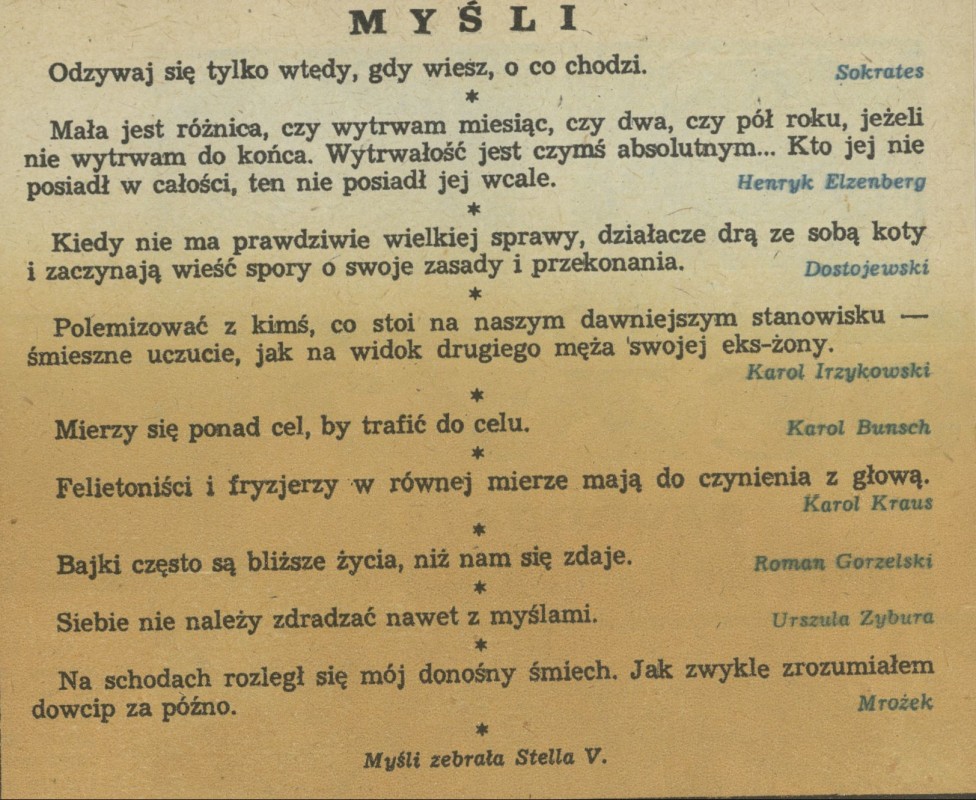 MYŚLI
Odzywaj się tylko wtedy, gdy wiesz, o co chodzi. Sokrates
*
Mała jest różnica, czy wytrwam miesiąc, czy dwa, czy pół roku, jeżeli
nie wytrwam do końca. Wytrwałość jest czymś absolutnym... Kto jej nie
posiadł w całości, ten nie posiadł jej wcale. Henryk Elzenberg
*
Kiedy nie ma prawdziwie wielkiej sprawy, działacze drą ze sobą koty
i zaczynają wieść spory o swoje zasady i przekonania. Dostojewski
*
Polemizować z kimś, co stoi na naszym dawniejszym stanowisku —
śmieszne uczucie, jak na widok drugiego męża swojej eks-żony.
Karol Irzykowski
*
Mierzy się ponad cel, by trafić do celu. Karol Bunsch
*
Felietoniści i fryzjerzy w równej mierze mają do czynienia z głową.
Karol Kraus
*
Bajki często są bliższe życia, niż nam się zdaje. Roman Gorzelski
*
Siebie nie należy zdradzać nawet z myślami. Urszula Zybura
*
Na schodach rozległ się mój donośny śmiech. Jak zwykle zrozumiałem
dowcip za późno. Mrożek
*
Myśli zebrała Stella V.